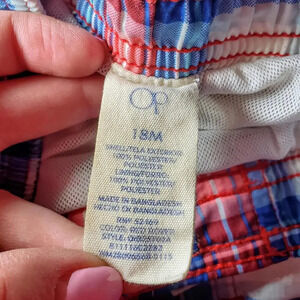 OP
18M
SHELL/TELA EXTERIOR:
100% POLYESTER/
POLIESTER
LINING/FORRO:
100% POLYESTER/
POLIESTER
MADE IN BANGLADESH
HECHO EN BANGLADESH
RN# 52469
COLOR: RED ROVER